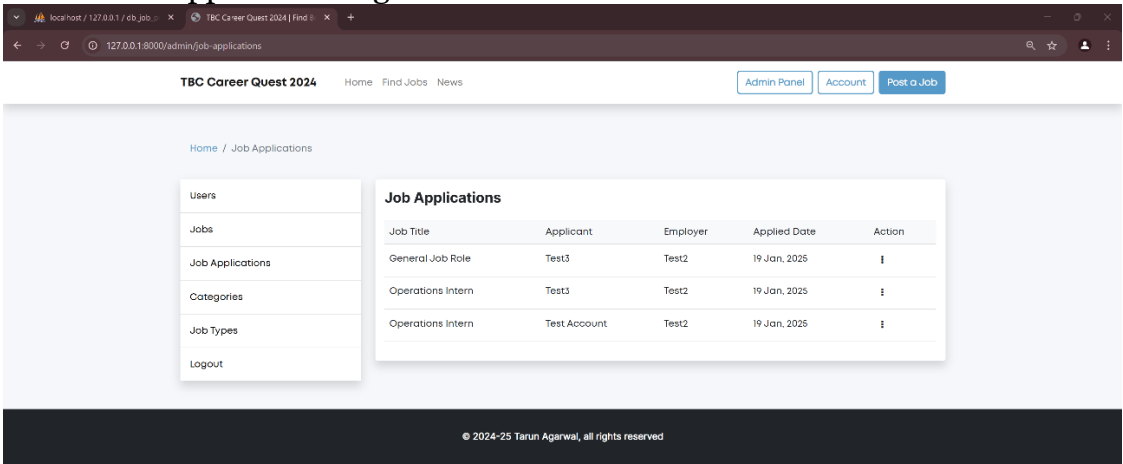 localhost / 127.0.0.1 / db_job_p
TBC Career Quest 2024 | Find B
127.0.0.1:8000/admin/job-applications
TBC Career Quest 2024 Home Find Jobs News Admin Panel Account Post a Job
Home / Job Applications
Users
Jobs
Job Applications
Categories
Job Types
Logout
Job Applications
Job Title Applicant Employer Applied Date Action
General Job Role Test3 Test2 19 Jan, 2025
Operations Intern Test3 Test2 19 Jan, 2025
Operations Intern Test Account Test2 19 Jan, 2025
© 2024-25 Tarun Agarwal, all rights reserved